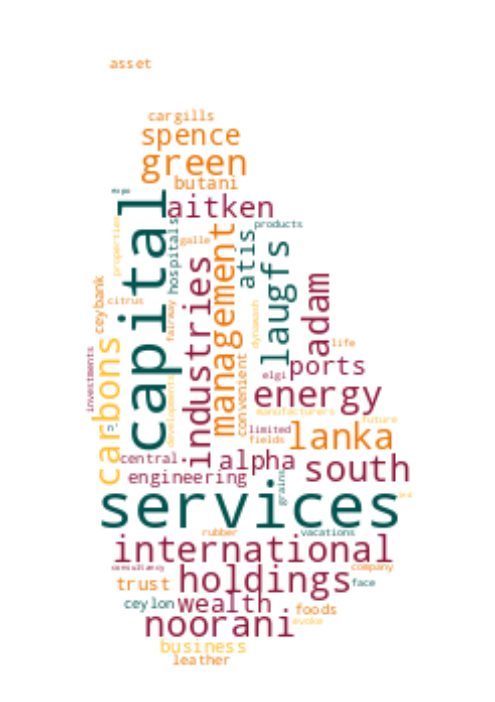 asset
cargills
spence
green
butani
expo
capital
aitken
products
hospitals
galle
properties
management
atis
laugfs
industries
adam
ceybank
citrus
fairway
dynawash
life
investments
carbons
developments
convenient
elgi
ports
energy
manufacturers
future
n'
limited
lanka
fields
central
alpha
south
engineering
grains
services
rubber
vacations
international
consultancy
company
trust
holdings
face
ceylon
wealth
foods
noorani
evoke
business
leather